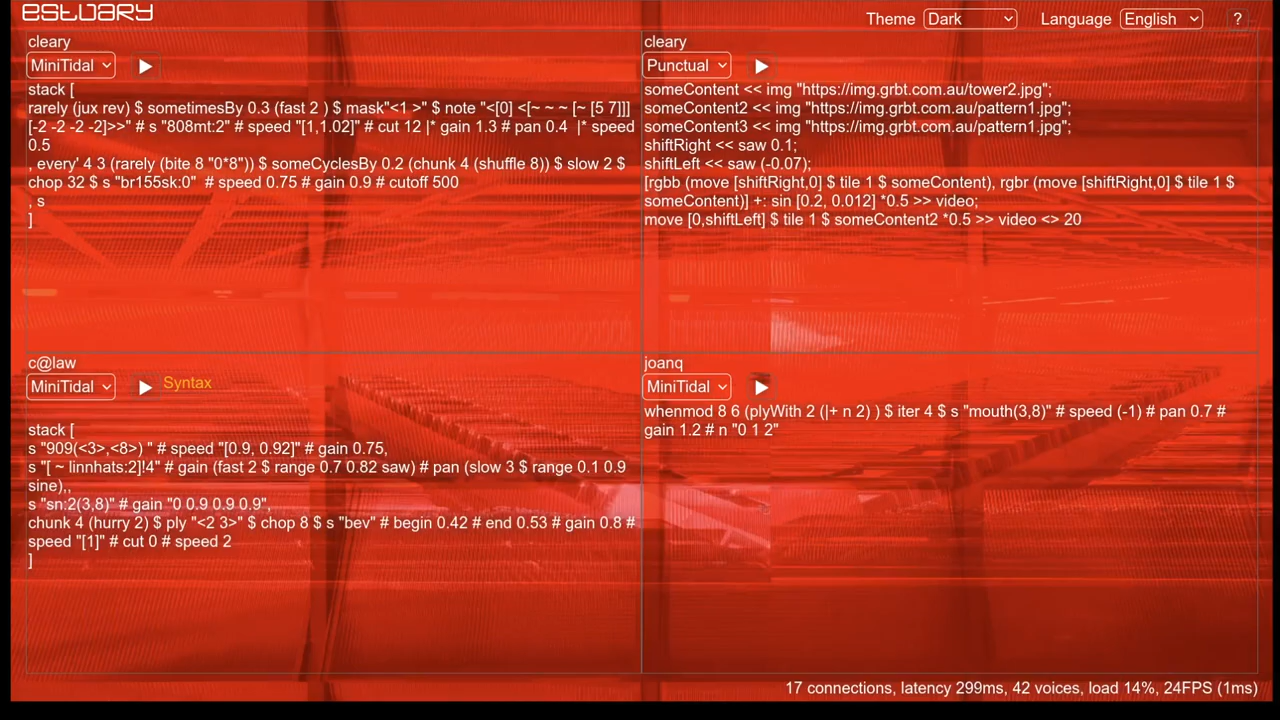 estuary
Theme Dark Language English ?
cleary
MiniTidal
stack [
rarely (jux rev) $ sometimesBy 0.3 (fast 2 ) $ mask"<1 >" $ note "<[0] <[~ ~ ~ [~ [5 7]]]
[-2 -2 -2 -2]>>" # s "808mt:2" # speed "[1,1.02]" # cut 12 |* gain 1.3 # pan 0.4 |* speed
0.5
, every' 4 3 (rarely (bite 8 "0*8")) $ someCyclesBy 0.2 (chunk 4 (shuffle 8)) $ slow 2 $
chop 32 $ s "br155sk:0" # speed 0.75 # gain 0.9 # cutoff 500
, s
]
cleary
Punctual
someContent << img "https://img.grbt.com.au/tower2.jpg";
someContent2 << img "https://img.grbt.com.au/pattern1.jpg";
someContent3 << img "https://img.grbt.com.au/pattern1.jpg";
shiftRight << saw 0.1;
shiftLeft << saw (-0.07);
[rgbb (move [shiftRight,0] $ tile 1 $ someContent), rgbr (move [shiftRight,0] $ tile 1 $
someContent)] +: sin [0.2, 0.012] *0.5 >> video;
move [0,shiftLeft] $ tile 1 $ someContent2 *0.5 >> video <> 20
c@law
MiniTidal Syntax
stack [
s "909(<3>,<8>) " # speed "[0.9, 0.92]" # gain 0.75,
s "[ ~ linnhats:2]!4" # gain (fast 2 $ range 0.7 0.82 saw) # pan (slow 3 $ range 0.1 0.9
sine),,
s "sn:2(3,8)" # gain "0 0.9 0.9 0.9",
chunk 4 (hurry 2) $ ply "<2 3>" $ chop 8 $ s "bev" # begin 0.42 # end 0.53 # gain 0.8 #
speed "[1]" # cut 0 # speed 2
]
joanq
MiniTidal
whenmod 8 6 (plyWith 2 (|+ n 2) ) $ iter 4 $ s "mouth(3,8)" # speed (-1) # pan 0.7 #
gain 1.2 # n "0 1 2"
17 connections, latency 299ms, 42 voices, load 14%, 24FPS (1ms)